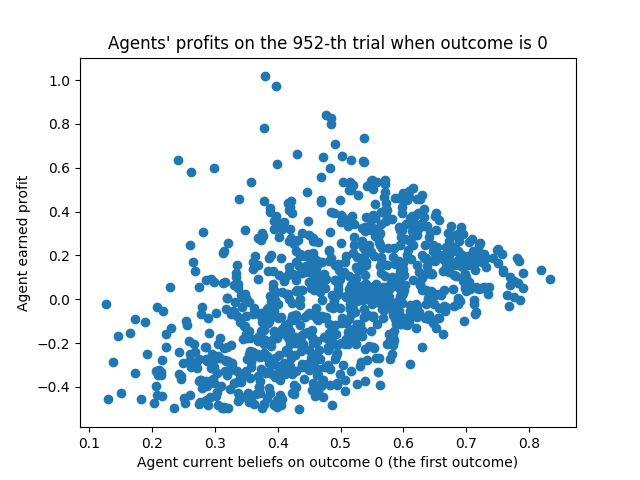 Agents' profits on the 952-th trial when outcome is 0
1.0
0.8
0.6
0.4
0.2
0.0
−0.2
−0.4
Agent earned profit
0.1 0.2 0.3 0.4 0.5 0.6 0.7 0.8
Agent current beliefs on outcome 0 (the first outcome)